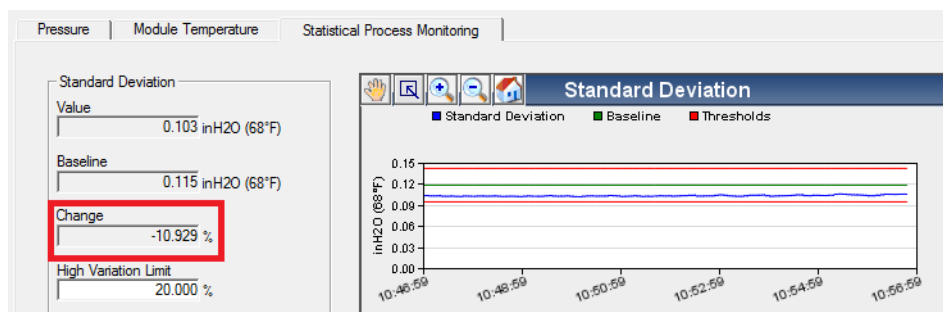 Pressure Module Temperature Statistical Process Monitoring
Standard Deviation
Value
0.103 inH2O (68°F)
Baseline
0.115 inH2O (68°F)
Change
-10.929 %
High Variation Limit
20.000 %
Standard Deviation
Standard Deviation Baseline Thresholds
inH2O (68°F)
0.15
0.12
0.09
0.06
0.03
0.00
10:46:59 10:48:59 10:50:59 10:52:59 10:54:59 10:56:59